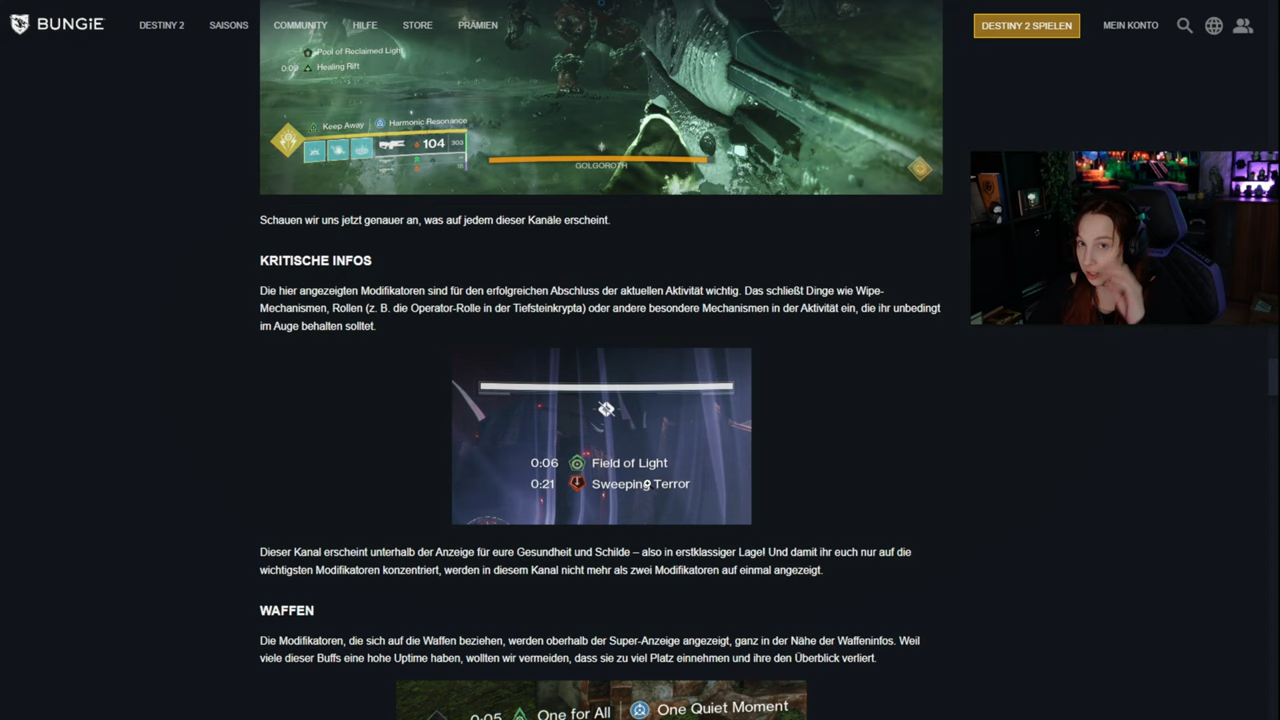 BUNGiE
DESTINY 2
SAISONS
COMMUNITY
HILFE
STORE
PRÄMIEN
DESTINY 2 SPIELEN
MEIN KONTO
Pool of Reclaimed Light
0:09 Healing Rift
Keep Away
Harmonic Resonance
104 303
GOLGOROTH
Schauen wir uns jetzt genauer an, was auf jedem dieser Kanäle erscheint.
KRITISCHE INFOS
Die hier angezeigten Modifikatoren sind für den erfolgreichen Abschluss der aktuellen Aktivität wichtig. Das schließt Dinge wie Wipe-
Mechanismen, Rollen (z. B. die Operator-Rolle in der Tiefsteinkrypta) oder andere besondere Mechanismen in der Aktivität ein, die ihr unbedingt
im Auge behalten solltet.
0:06 Field of Light
0:21 Sweeping Terror
Dieser Kanal erscheint unterhalb der Anzeige für eure Gesundheit und Schilde – also in erstklassiger Lage! Und damit ihr euch nur auf die
wichtigsten Modifikatoren konzentriert, werden in diesem Kanal nicht mehr als zwei Modifikatoren auf einmal angezeigt.
WAFFEN
Die Modifikatoren, die sich auf die Waffen beziehen, werden oberhalb der Super-Anzeige angezeigt, ganz in der Nähe der Waffeninfos. Weil
viele dieser Buffs eine hohe Uptime haben, wollten wir vermeiden, dass sie zu viel Platz einnehmen und ihre den Überblick verliert.
0:05 One for All
One Quiet Moment